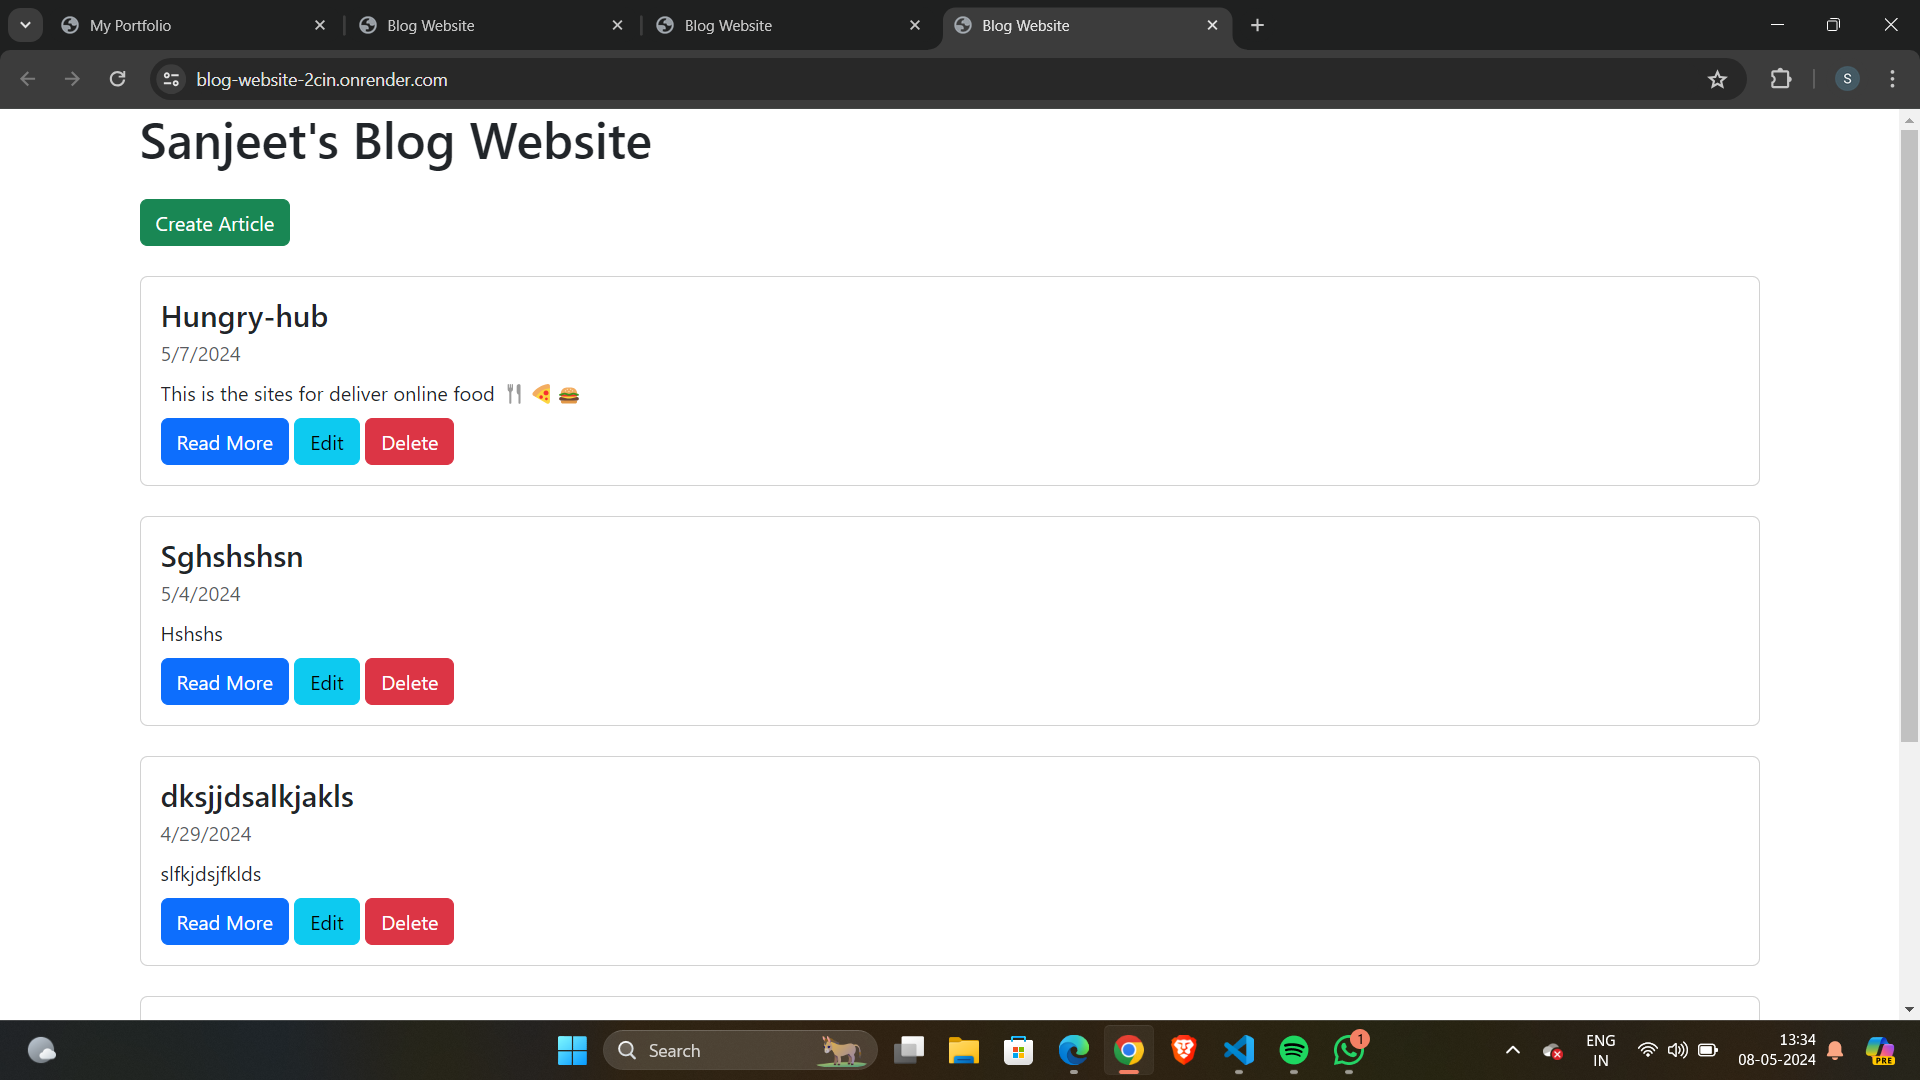 My Portfolio
Blog Website
Blog Website
Blog Website
blog-website-2cin.onrender.com
S
Sanjeet's Blog Website
Create Article
Hungry-hub
5/7/2024
This is the sites for deliver online food 🍴 🍕 🍔
Read More Edit Delete
Sghshshsn
5/4/2024
Hshshs
Read More Edit Delete
dksjjdsalkjakls
4/29/2024
slfkjdsjfklds
Read More Edit Delete
Search
1
ENG
IN
13:34
08-05-2024
PRE